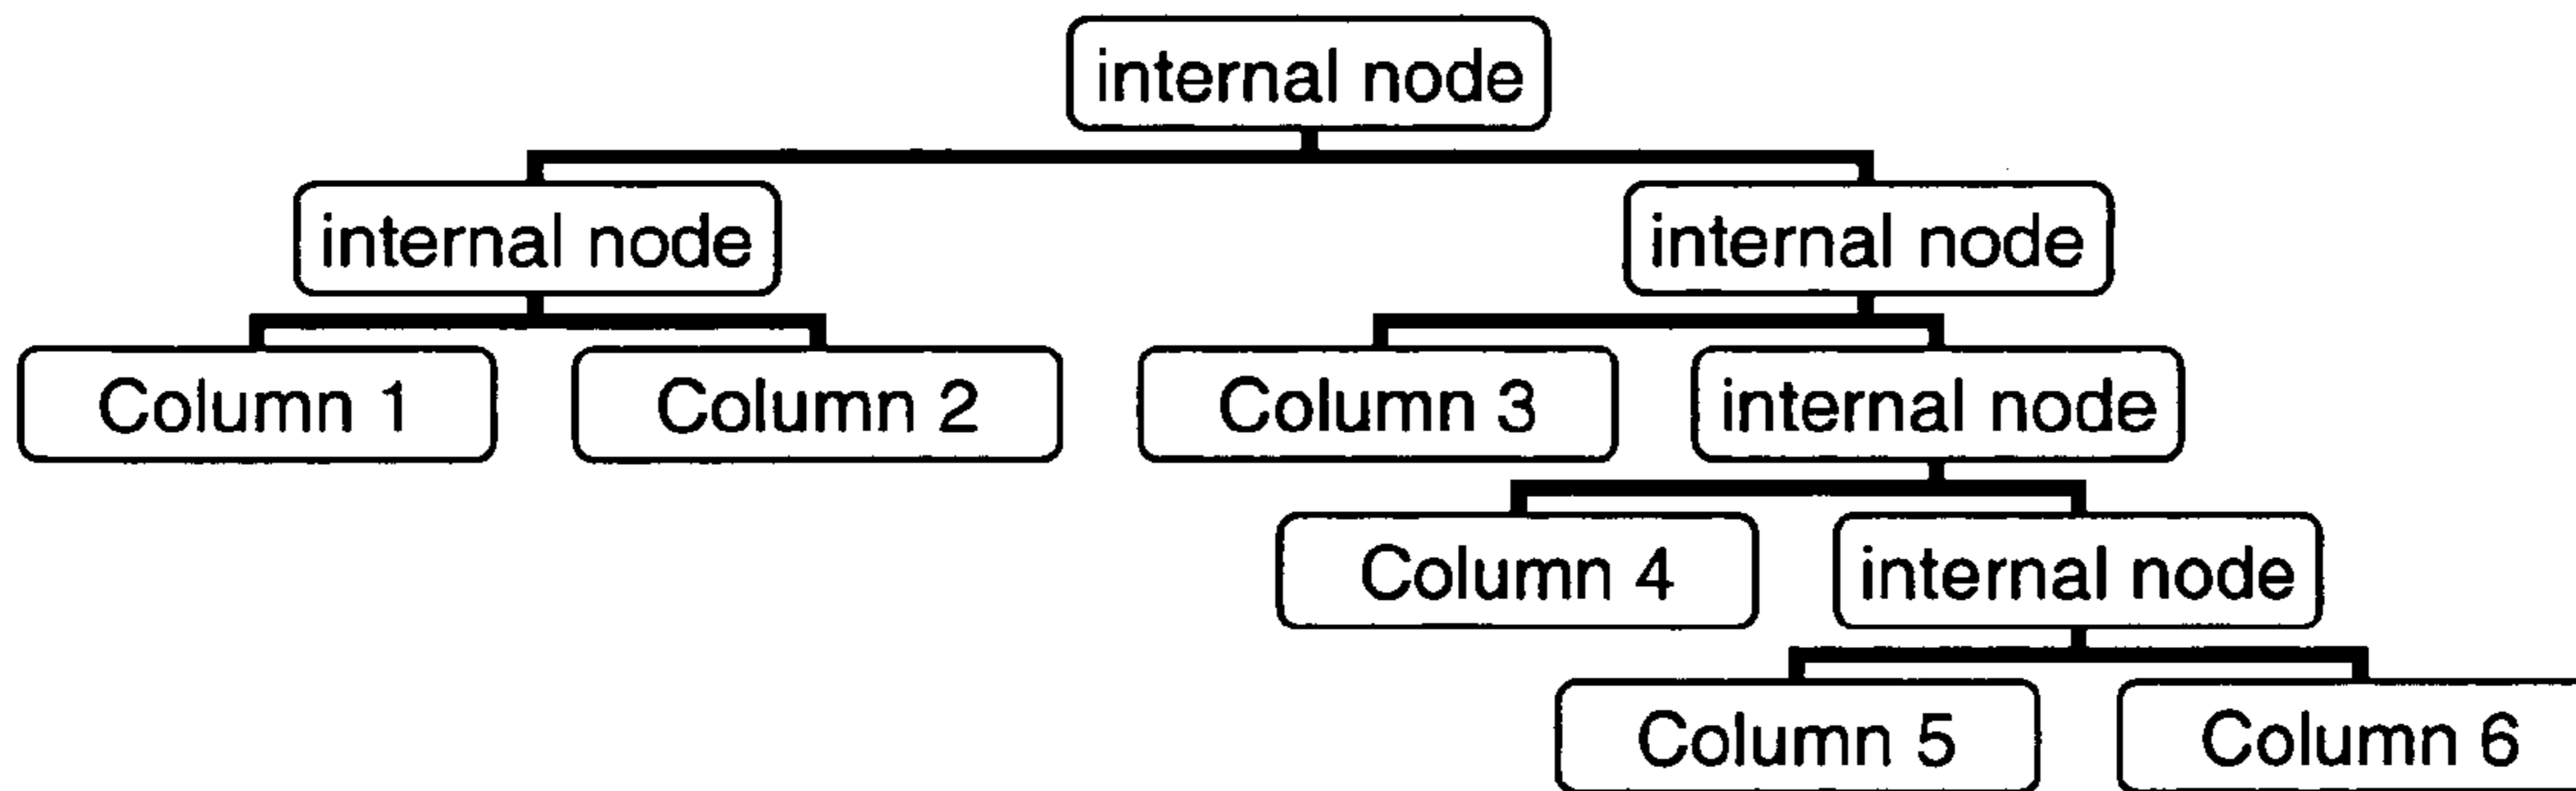 internal node
internal node
internal node
Column 1
Column 2
Column 3
internal node
Column 4
internal node
Column 5
Column 6